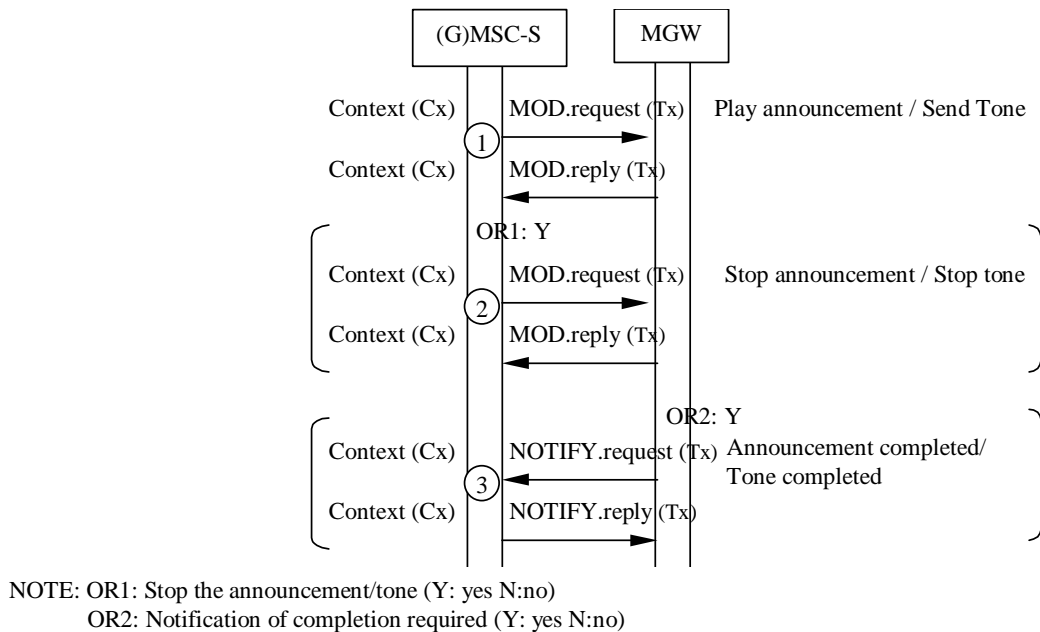 (G)MSC-S MGW
Context (Cx) MOD.request (Tx) Play announcement / Send Tone
1
Context (Cx) MOD.reply (Tx)
OR1: Y
Context (Cx) MOD.request (Tx) Stop announcement / Stop tone
2
Context (Cx) MOD.reply (Tx)
OR2: Y
Context (Cx) NOTIFY.request (Tx) Announcement completed/
Tone completed
3
Context (Cx) NOTIFY.reply (Tx)
NOTE: OR1: Stop the announcement/tone (Y: yes N:no)
OR2: Notification of completion required (Y: yes N:no)